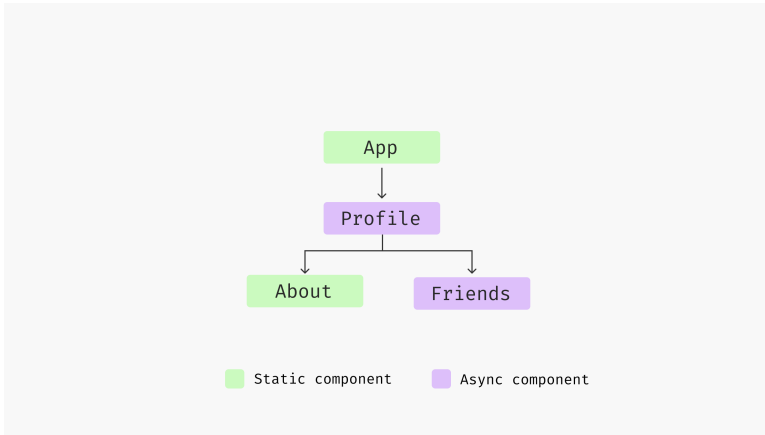 App
Profile
About
Friends
Static component
Async component